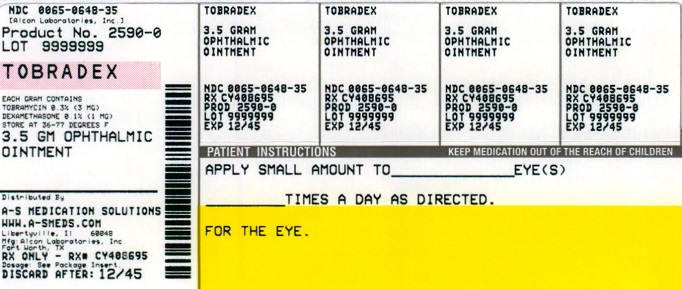 NDC 0065-0648-35
[Alcon Laboratories, Inc.]
Product No. 2590-0
LOT 9999999
TOBRADEX
EACH GRAM CONTAINS
TOBRAMYCIN 0.3% (3 MG)
DEXAMETHASONE 0.1% (1 MG)
STORE AT 36-77 DEGREES F
3.5 GM OPHTHALMIC
OINTMENT
Distributed By
A-S MEDICATION SOLUTIONS
WWW.A-SMEDS.COM
Libertyville, Il 60048
Mfg: Alcon Laboratories, Inc
Fort Worth, TX
RX ONLY - RX# CY408695
Dosage: See Package Insert.
DISCARD AFTER: 12/45
TOBRADEX
3.5 GRAM
OPHTHALMIC
OINTMENT
NDC 0065-0648-35
RX CY408695
PROD 2590-0
LOT 9999999
EXP 12/45
TOBRADEX
3.5 GRAM
OPHTHALMIC
OINTMENT
NDC 0065-0648-35
RX CY408695
PROD 2590-0
LOT 9999999
EXP 12/45
TOBRADEX
3.5 GRAM
OPHTHALMIC
OINTMENT
NDC 0065-0648-35
RX CY408695
PROD 2590-0
LOT 9999999
EXP 12/45
TOBRADEX
3.5 GRAM
OPHTHALMIC
OINTMENT
NDC 0065-0648-35
RX CY408695
PROD 2590-0
LOT 9999999
EXP 12/45
PATIENT INSTRUCTIONS KEEP MEDICATION OUT OF THE REACH OF CHILDREN
APPLY SMALL AMOUNT TO______________EYE(S)
_________TIMES A DAY AS DIRECTED.
FOR THE EYE.